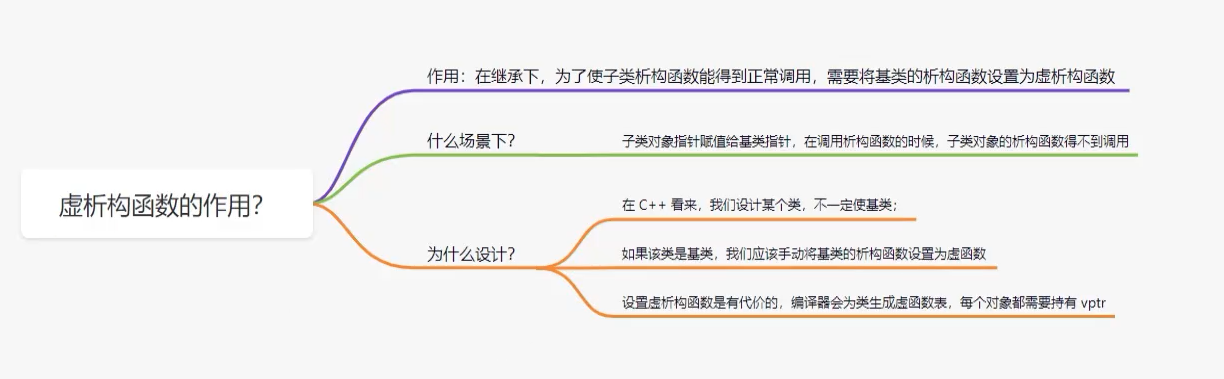 虚析构函数的作用？
作用：在继承下，为了使子类析构函数能得到正常调用，需要将基类的析构函数设置为虚析构函数
什么场景下？
子类对象指针赋值给基类指针，在调用析构函数的时候，子类对象的析构函数得不到调用
为什么设计？
在 C++ 看来，我们设计某个类，不一定使基类；
如果该类是基类，我们应该手动将基类的析构函数设置为虚函数
设置虚析构函数是有代价的，编译器会为类生成虚函数表，每个对象都需要持有 vptr